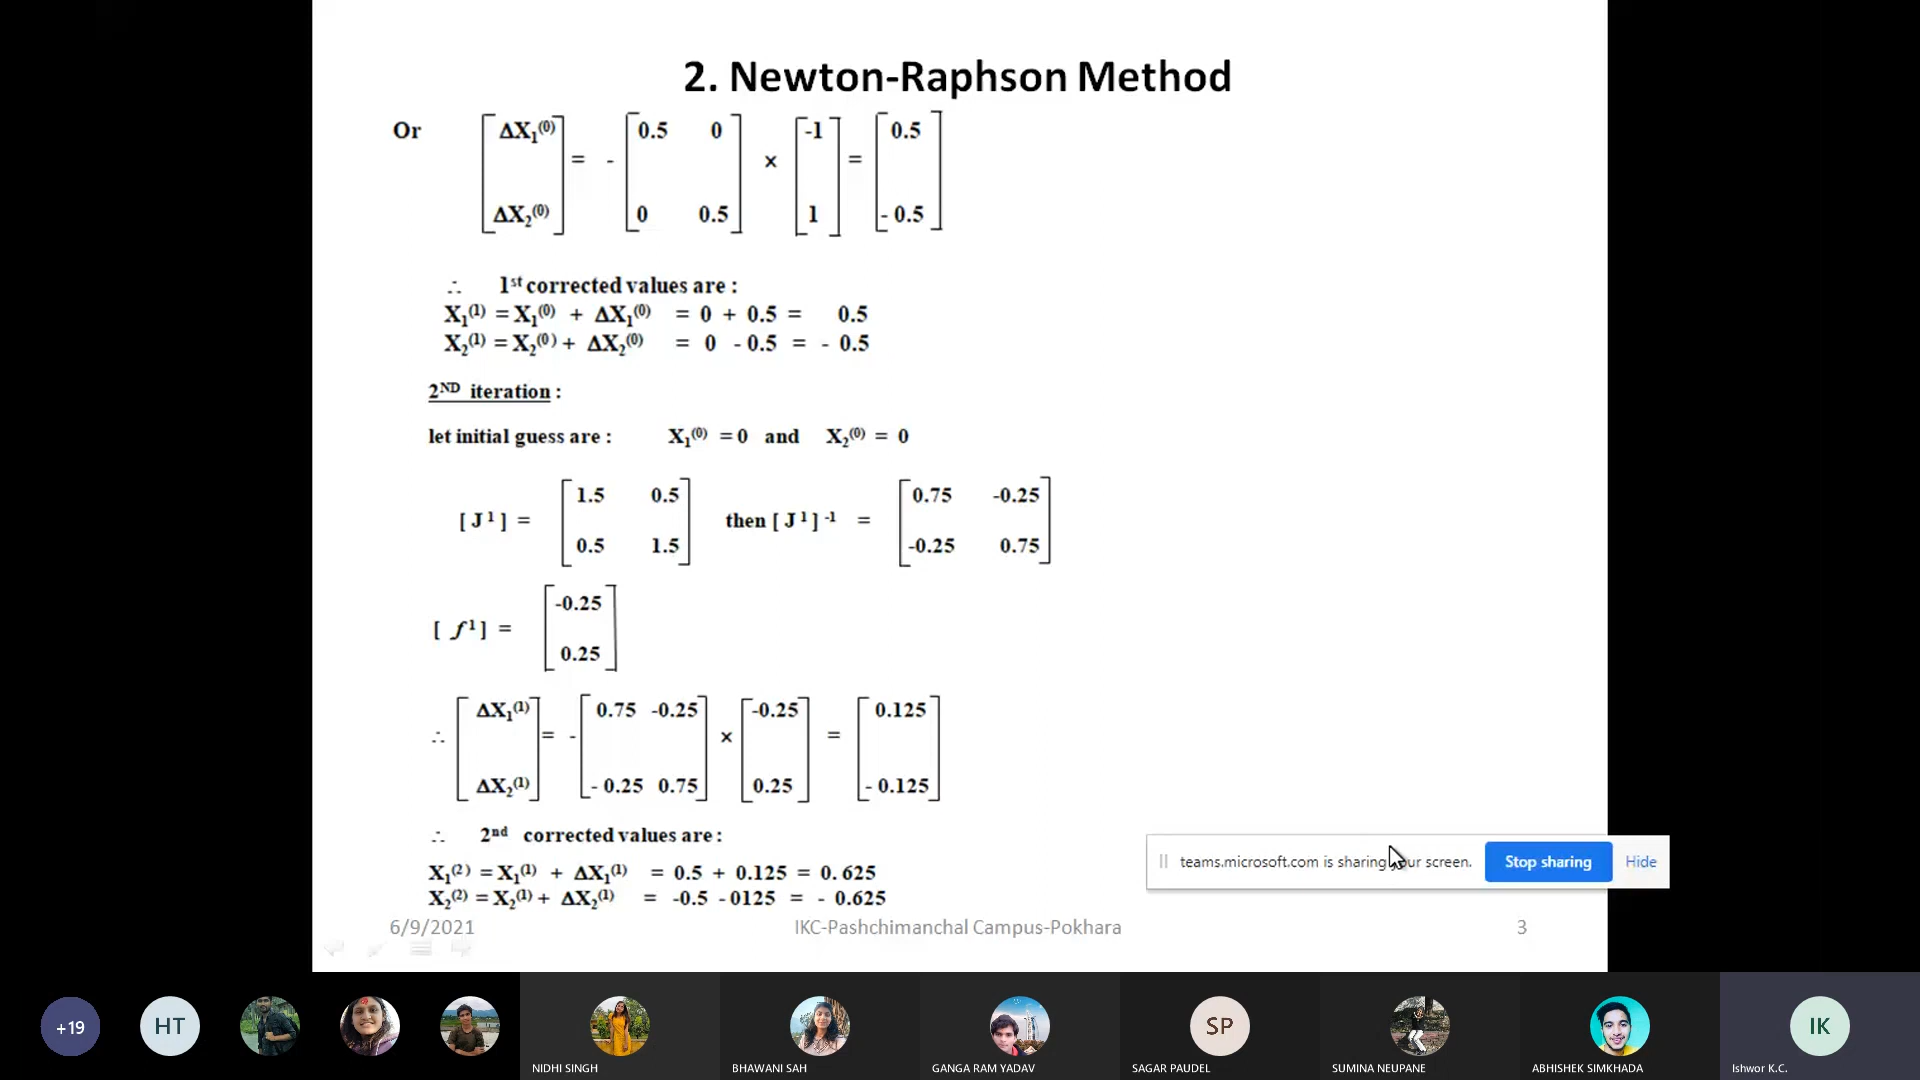 2. Newton-Raphson Method
Or [ΔX₁⁽⁰⁾ ΔX₂⁽⁰⁾] = - [0.5 0 0 0.5] × [-1 1] = [0.5 - 0.5]
∴ 1st corrected values are :
X₁⁽¹⁾ = X₁⁽⁰⁾ + ΔX₁⁽⁰⁾ = 0 + 0.5 = 0.5
X₂⁽¹⁾ = X₂⁽⁰⁾ + ΔX₂⁽⁰⁾ = 0 - 0.5 = - 0.5
2ND iteration :
let initial guess are : X₁⁽⁰⁾ = 0 and X₂⁽⁰⁾ = 0
[ J¹ ] = [1.5 0.5 0.5 1.5] then [ J¹ ]⁻¹ = [0.75 -0.25 -0.25 0.75]
[ f¹ ] = [-0.25 0.25]
∴ [ΔX₁⁽¹⁾ ΔX₂⁽¹⁾] = - [0.75 -0.25 - 0.25 0.75] × [-0.25 0.25] = [0.125 - 0.125]
∴ 2nd corrected values are :
X₁⁽²⁾ = X₁⁽¹⁾ + ΔX₁⁽¹⁾ = 0.5 + 0.125 = 0. 625
X₂⁽²⁾ = X₂⁽¹⁾ + ΔX₂⁽¹⁾ = -0.5 - 0125 = - 0.625
teams.microsoft.com is sharing your screen. Stop sharing Hide
6/9/2021 IKC-Pashchimanchal Campus-Pokhara 3
+19 HT SP IK
NIDHI SINGH BHAWANI SAH GANGA RAM YADAV SAGAR PAUDEL SUMINA NEUPANE ABHISHEK SIMKHADA Ishwor K.C.